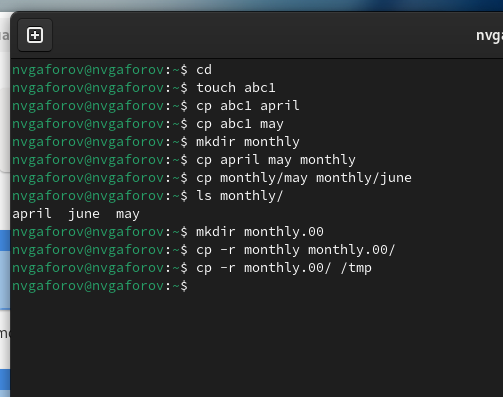 nvga
nvgaforov@nvgaforov:~$ cd
nvgaforov@nvgaforov:~$ touch abc1
nvgaforov@nvgaforov:~$ cp abc1 april
nvgaforov@nvgaforov:~$ cp abc1 may
nvgaforov@nvgaforov:~$ mkdir monthly
nvgaforov@nvgaforov:~$ cp april may monthly
nvgaforov@nvgaforov:~$ cp monthly/may monthly/june
nvgaforov@nvgaforov:~$ ls monthly/
april june may
nvgaforov@nvgaforov:~$ mkdir monthly.00
nvgaforov@nvgaforov:~$ cp -r monthly monthly.00/
nvgaforov@nvgaforov:~$ cp -r monthly.00/ /tmp
nvgaforov@nvgaforov:~$